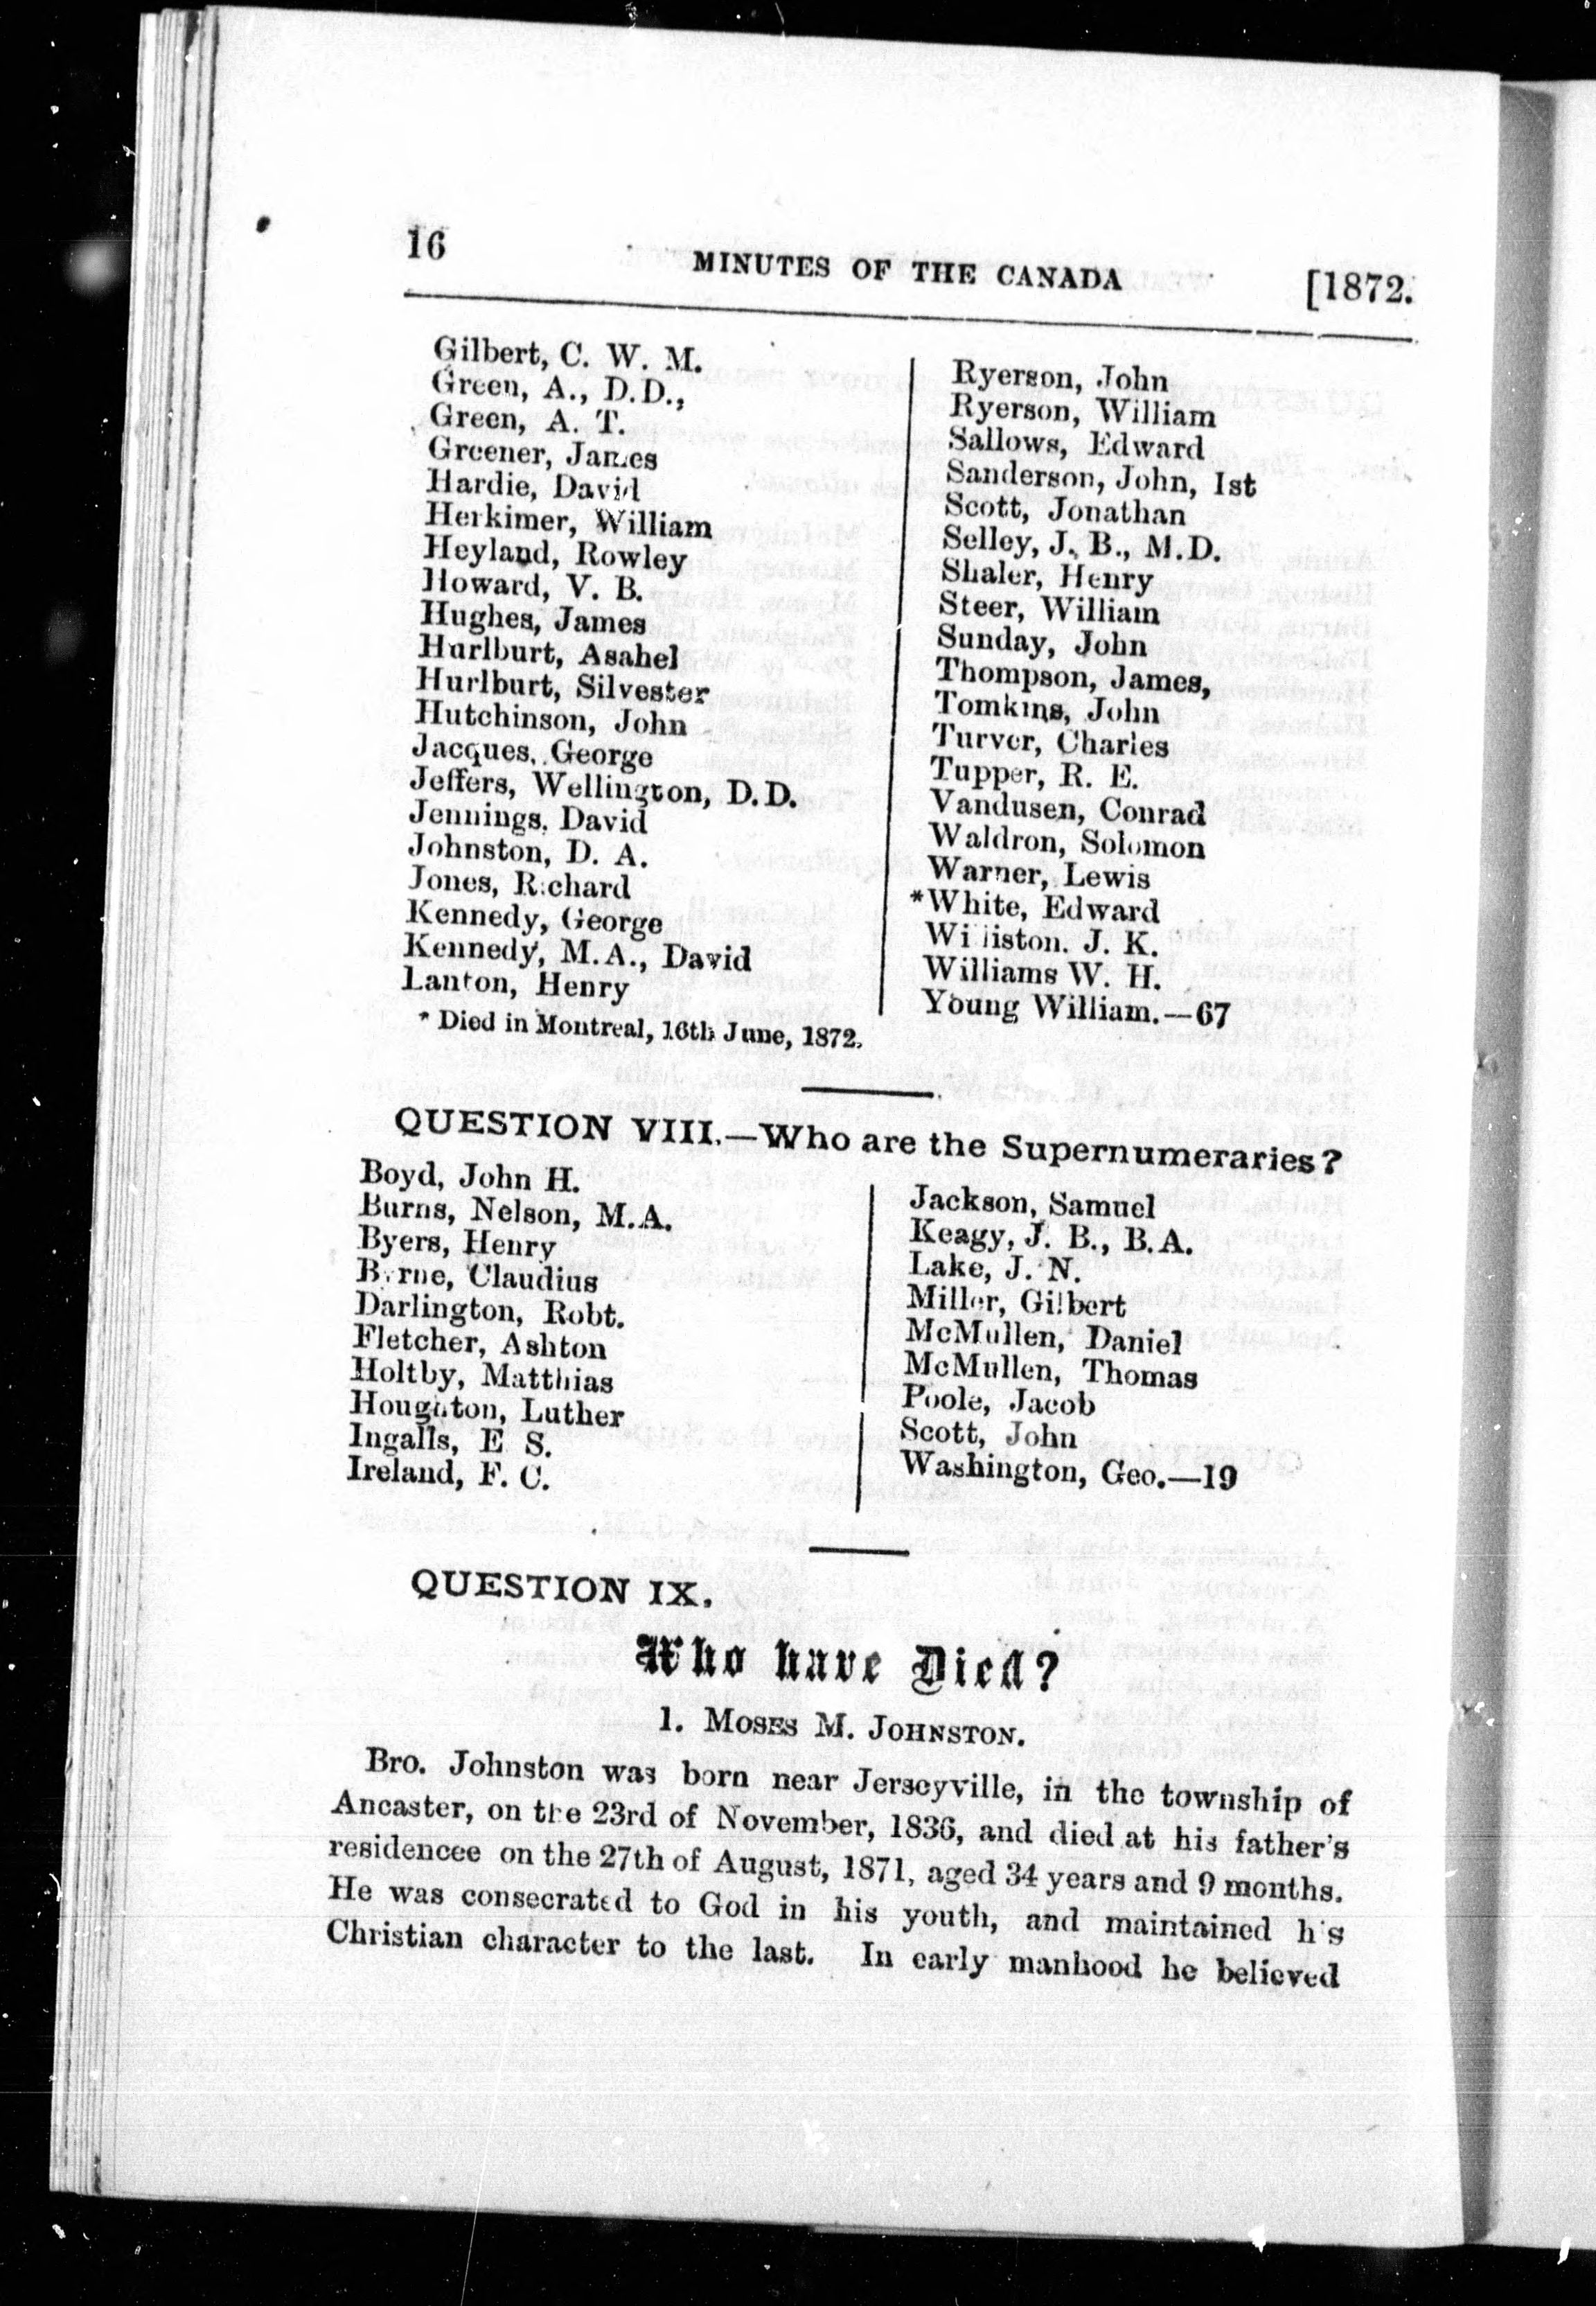 16 MINUTES OF THE CANADA [1872.
Gilbert, C. W. M.
Green, A., D.D.,
Green, A. T.
Greener, James
Hardie, David
Herkimer, William
Heyland, Rowley
Howard, V. B.
Hughes, James
Hurlburt, Asahel
Hurlburt, Silvester
Hutchinson, John
Jacques, George
Jeffers, Wellington, D.D.
Jennings, David
Johnston, D. A.
Jones, Richard
Kennedy, George
Kennedy, M.A., David
Lanton, Henry
* Died in Montreal, 16th June, 1872.
Ryerson, John
Ryerson, William
Sallows, Edward
Sanderson, John, 1st
Scott, Jonathan
Selley, J. B., M.D.
Shaler, Henry
Steer, William
Sunday, John
Thompson, James,
Tomkins, John
Turver, Charles
Tupper, R. E.
Vandusen, Conrad
Waldron, Solomon
Warner, Lewis
*White, Edward
Williston. J. K.
Williams W. H.
Young William.—67
QUESTION VIII.—Who are the Supernumeraries?
Boyd, John H.
Burns, Nelson, M.A.
Byers, Henry
Byrne, Claudius
Darlington, Robt.
Fletcher, Ashton
Holtby, Matthias
Houghton, Luther
Ingalls, E S.
Ireland, F. C.
Jackson, Samuel
Keagy, J. B., B.A.
Lake, J. N.
Miller, Gilbert
McMullen, Daniel
McMullen, Thomas
Poole, Jacob
Scott, John
Washington, Geo.—19
QUESTION IX.
Who have Died?
1. MOSES M. JOHNSTON.
Bro. Johnston was born near Jerseyville, in the township of
Ancaster, on the 23rd of November, 1836, and died at his father's
residencee on the 27th of August, 1871, aged 34 years and 9 months.
He was consecrated to God in his youth, and maintained his
Christian character to the last. In early manhood he believed